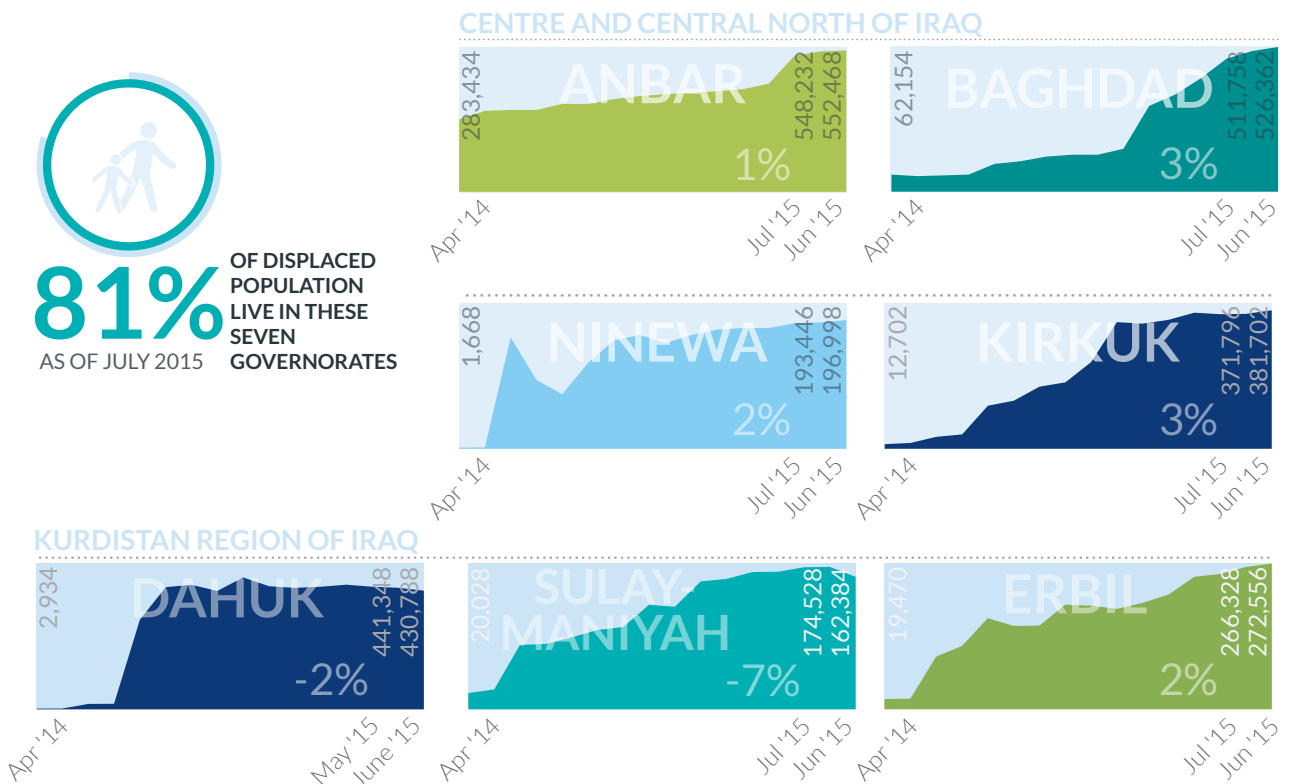 CENTRE AND CENTRAL NORTH OF IRAQ
81%
AS OF JULY 2015
OF DISPLACED
POPULATION
LIVE IN THESE
SEVEN
GOVERNORATES
ANBAR
283,434
548,232
552,468
1%
Apr '14
Jul '15
Jun '15
BAGHDAD
62,154
511,758
526,362
3%
Apr '14
Jul '15
Jun '15
NINEWA
1,668
193,446
196,998
2%
Apr '14
Jul '15
Jun '15
KIRKUK
12,702
371,796
381,702
3%
Apr '14
Jul '15
Jun '15
KURDISTAN REGION OF IRAQ
DAHUK
2,934
441,348
430,788
-2%
Apr '14
May '15
June '15
SULAY-
MANIYAH
20,028
174,528
162,384
-7%
Apr '14
Jul '15
Jun '15
ERBIL
19,470
266,328
272,556
2%
Apr '14
Jul '15
Jun '15